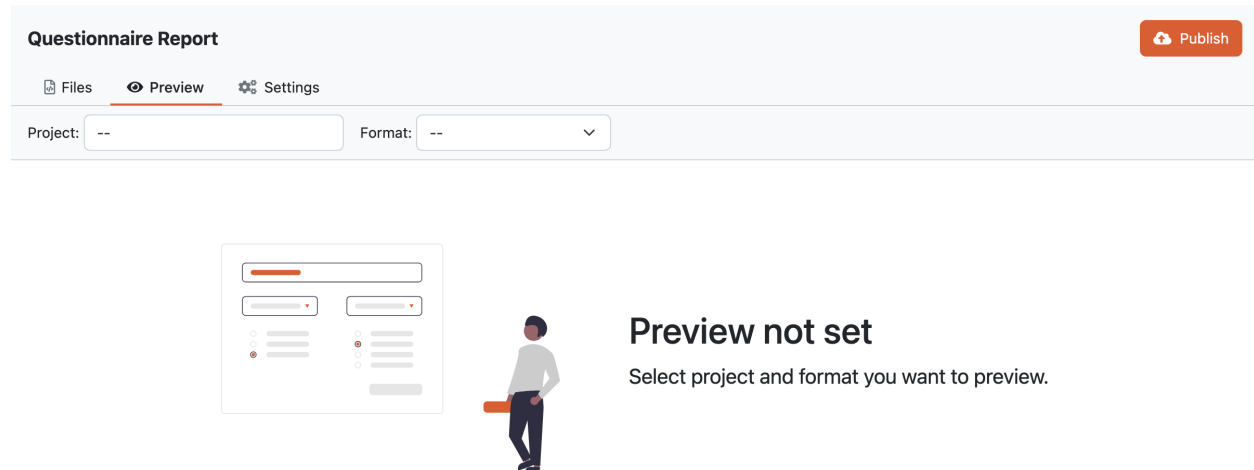 Questionnaire Report
Publish
Files Preview Settings
Project: -- Format: --
Preview not set
Select project and format you want to preview.